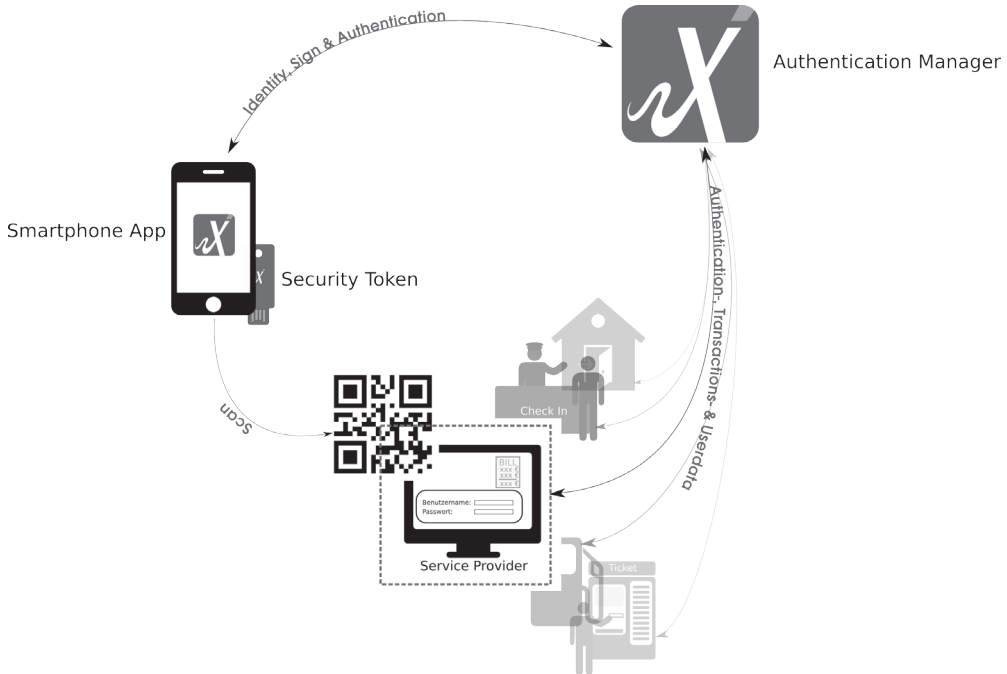 Identify, Sign & Authentication
Authentication Manager
Smartphone App
Security Token
Authentication-, Transactions- & Userdata
Scan
Check In
BILL
xxx €
xxx €
xxx €
Benutzername:
Passwort:
Service Provider
Ticket